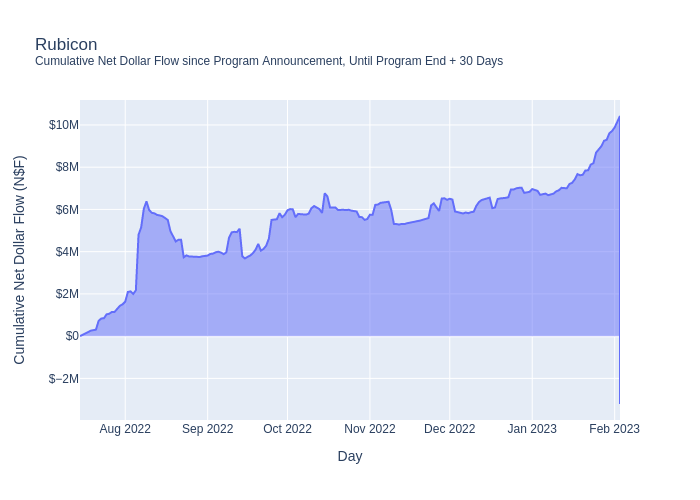 Rubicon
Cumulative Net Dollar Flow since Program Announcement, Until Program End + 30 Days
Cumulative Net Dollar Flow (N$F)
$10M
$8M
$6M
$4M
$2M
$0
$−2M
Aug 2022 Sep 2022 Oct 2022 Nov 2022 Dec 2022 Jan 2023 Feb 2023
Day